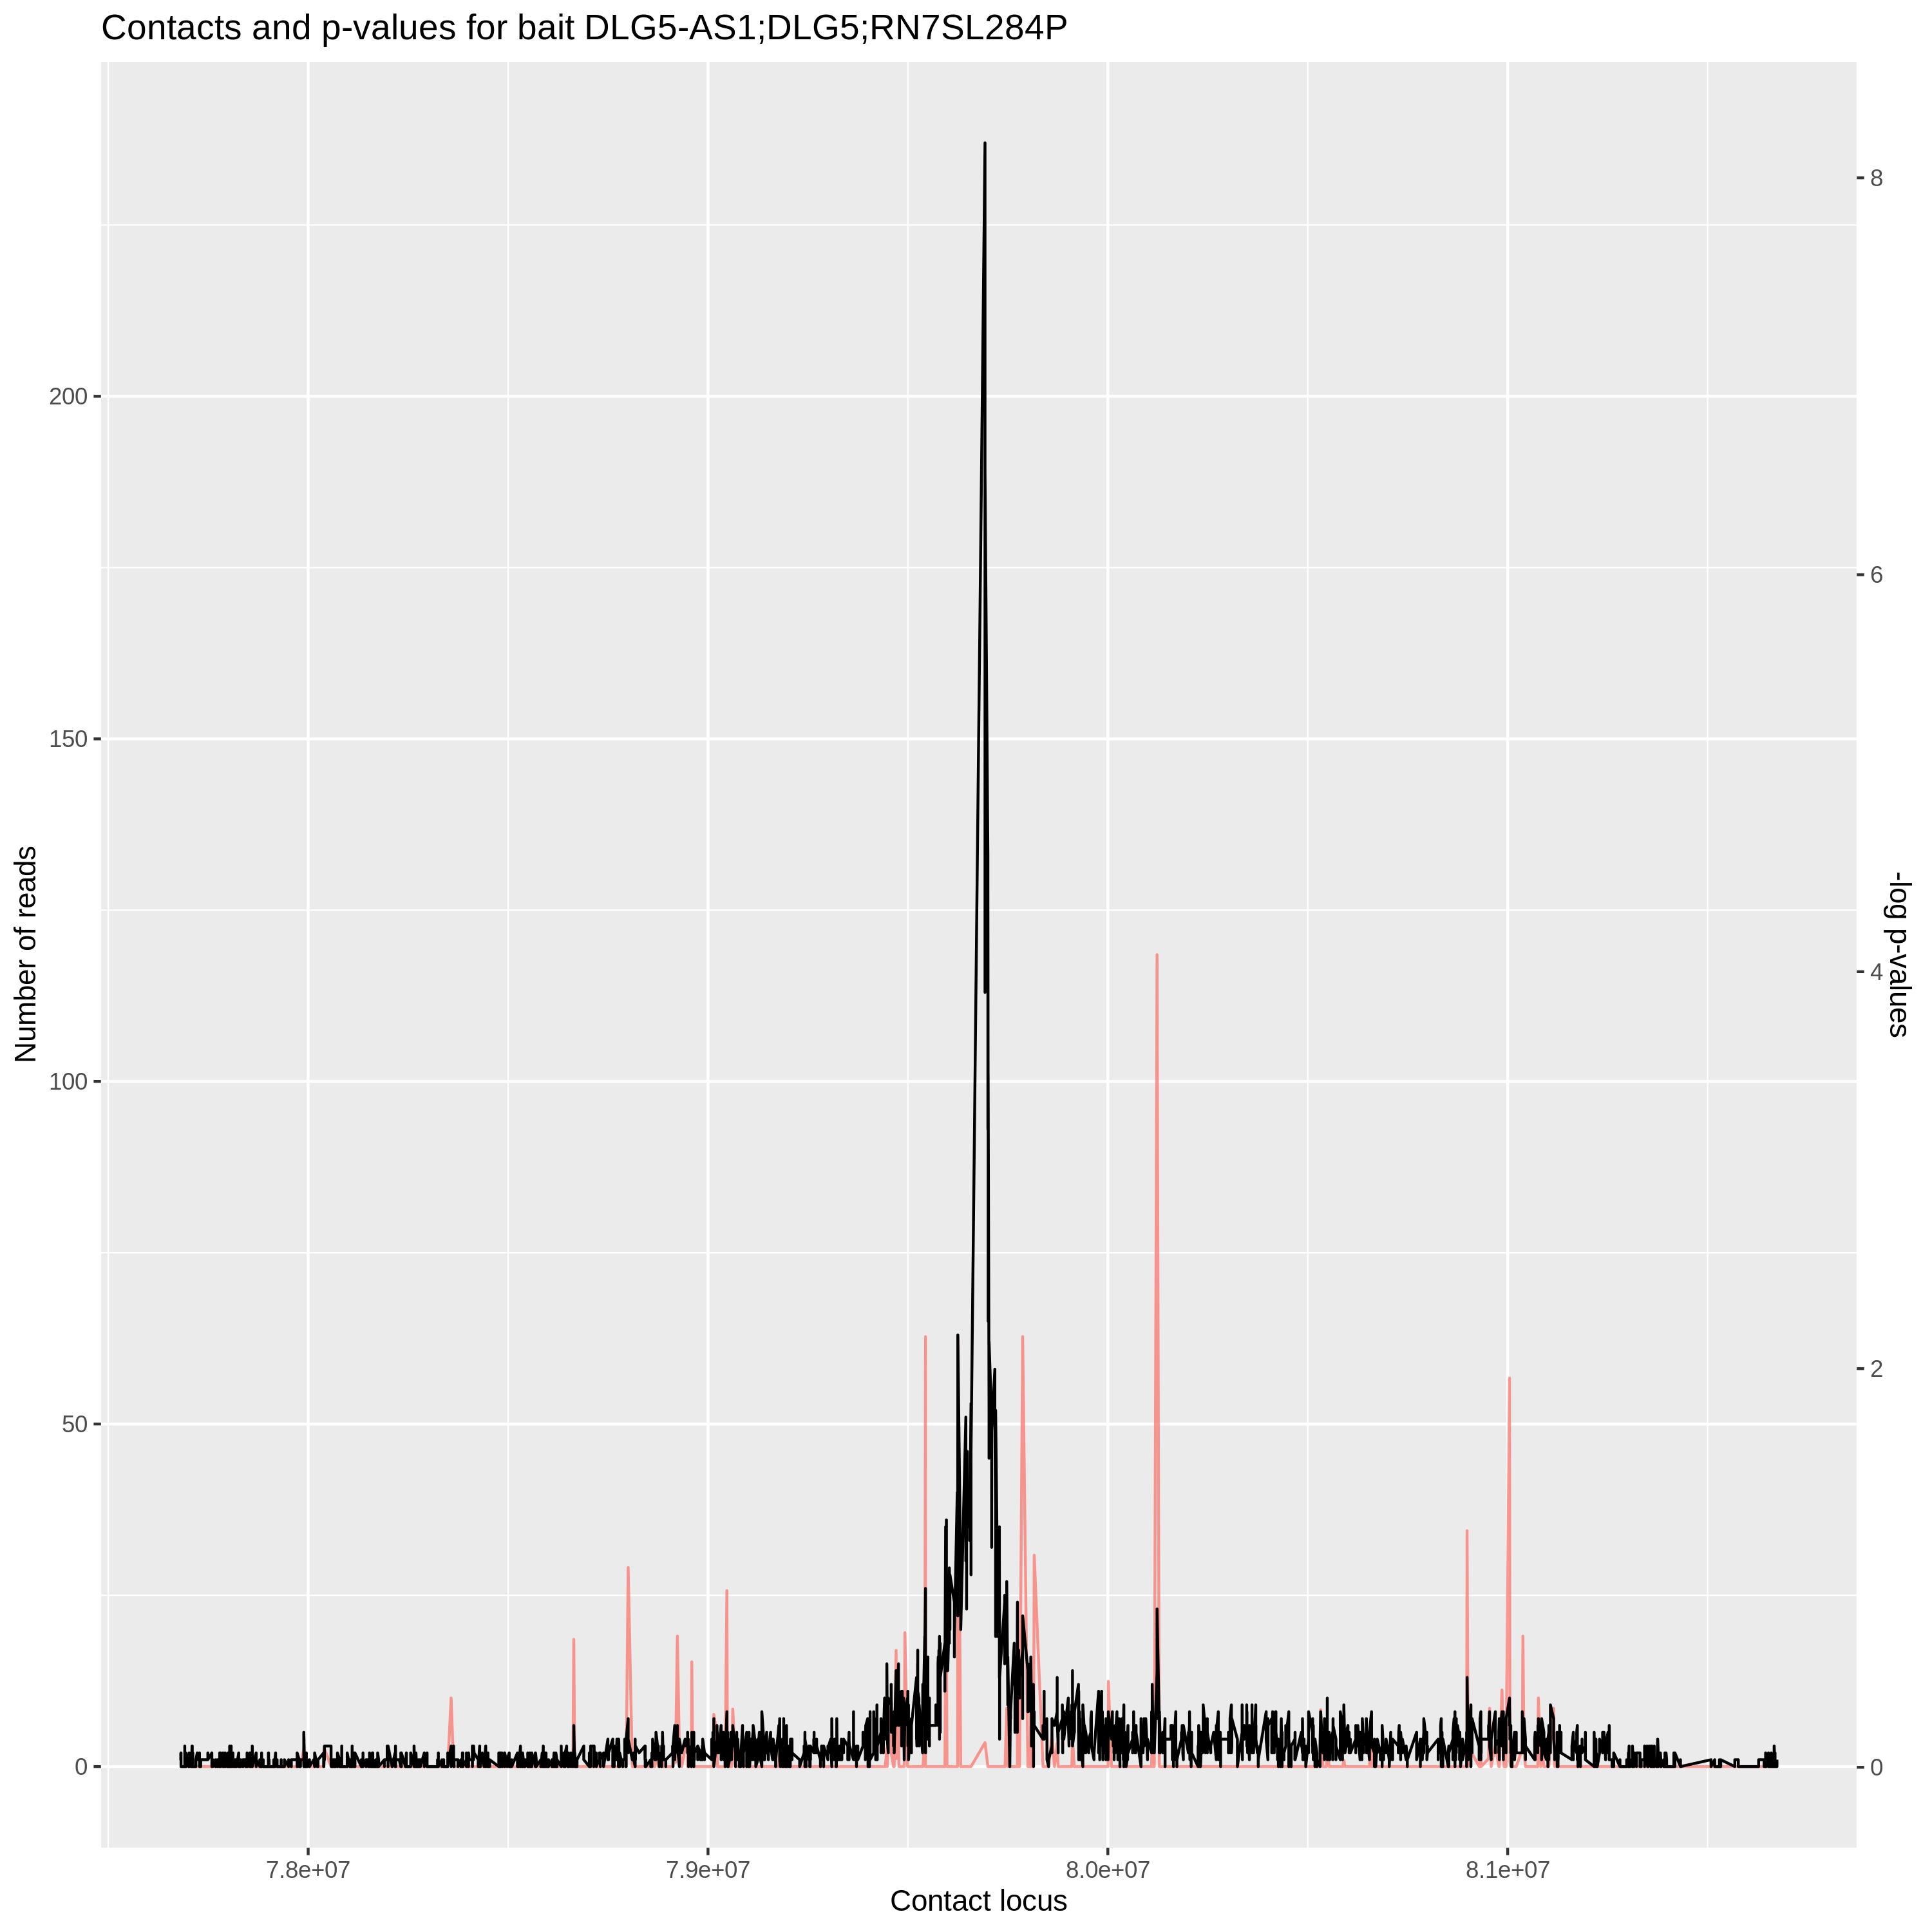 Contacts and p-values for bait DLG5-AS1;DLG5;RN7SL284P
Number of reads
200
150
100
50
0
8
6
4
2
0
-log p-values
7.8e+07 7.9e+07 8.0e+07 8.1e+07
Contact locus